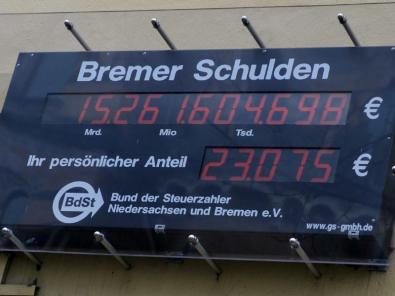 Bremer Schulden
15.261.604.698 €
Mrd. Mio Tsd.
Ihr persönlicher Anteil 23.075 €
BdSt
Bund der Steuerzahler
Niedersachsen und Bremen e.V.
www.gs-gmbh.de